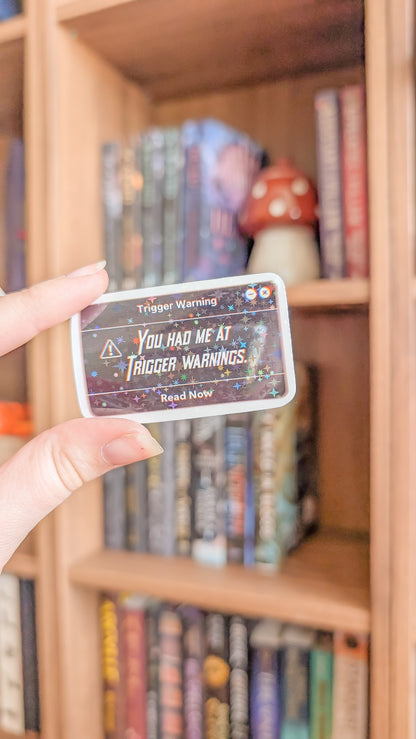 Trigger Warning
You had me at
Trigger warnings...
Read Now